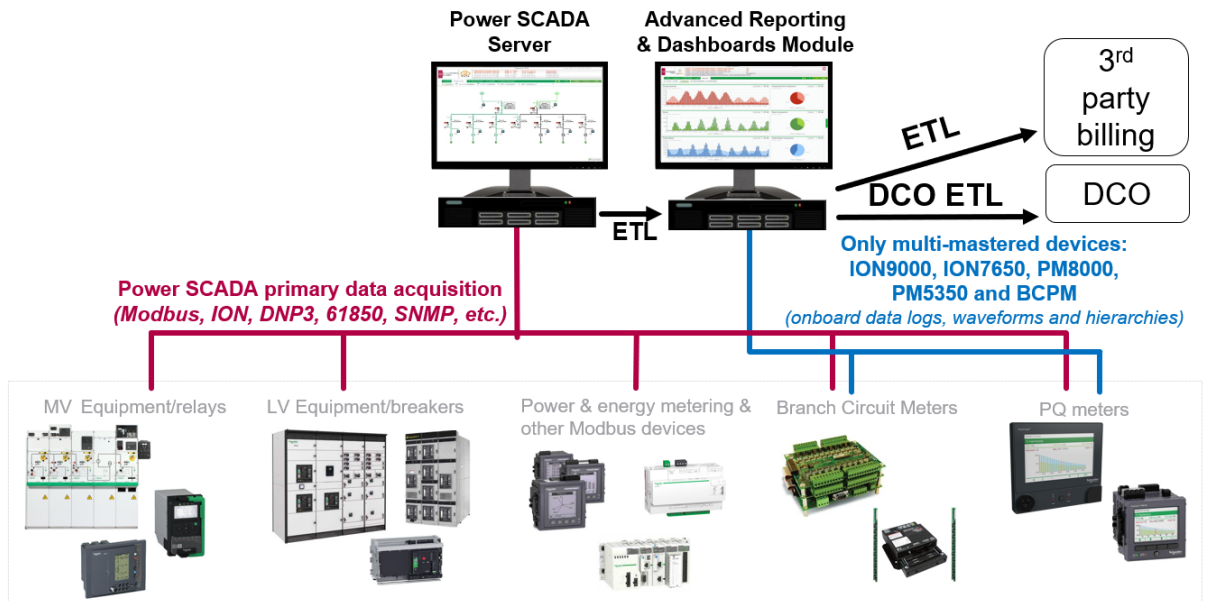 Power SCADA
Server
Advanced Reporting
& Dashboards Module
3rd
party
billing
ETL
DCO ETL
DCO
ETL
Only multi-mastered devices:
ION9000, ION7650, PM8000,
PM5350 and BCPM
(onboard data logs, waveforms and hierarchies)
Power SCADA primary data acquisition
(Modbus, ION, DNP3, 61850, SNMP, etc.)
MV Equipment/relays
LV Equipment/breakers
Power & energy metering &
other Modbus devices
Branch Circuit Meters
PQ meters